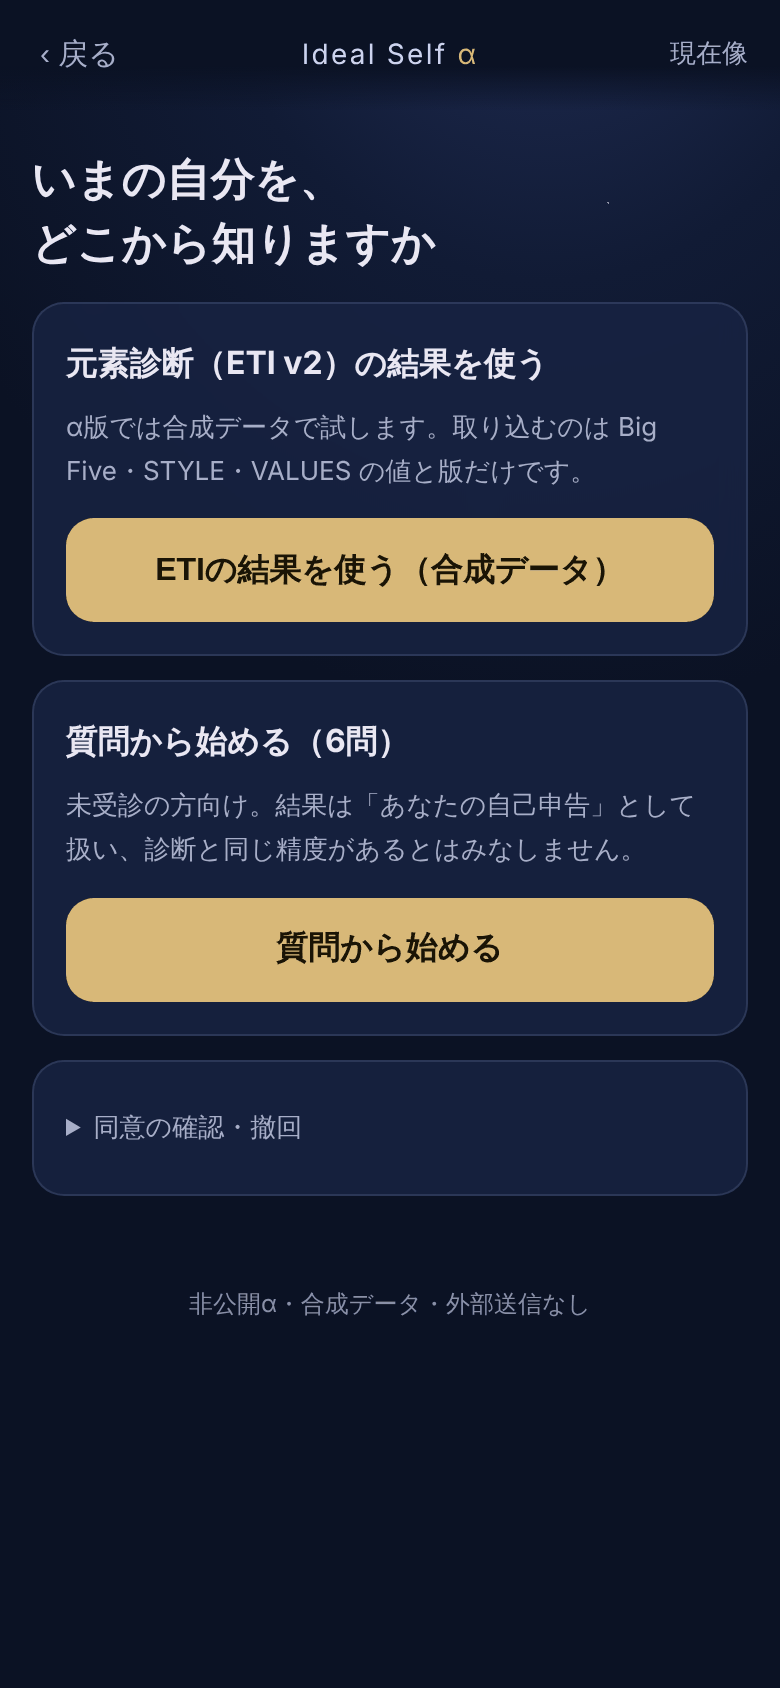 ‹ 戻る
Ideal Self α
現在像
いまの自分を、
どこから知りますか
元素診断（ETI v2）の結果を使う
α版では合成データで試します。取り込むのは Big
Five・STYLE・VALUES の値と版だけです。
ETIの結果を使う（合成データ）
質問から始める（6問）
未受診の方向け。結果は「あなたの自己申告」として
扱い、診断と同じ精度があるとはみなしません。
質問から始める
▶ 同意の確認・撤回
非公開α・合成データ・外部送信なし